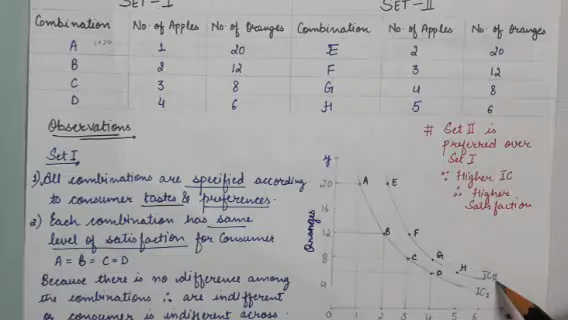 SET-I SET-II
Combination No. of Apples No. of Oranges Combination No. of Apples No. of Oranges
A 1 20 E 2 20
B 2 12 F 3 12
C 3 8 G 4 8
D 4 6 H 5 6
Observations
Set I
1) All combinations are specified according
to consumer tastes & preferences.
2) Each combination has same
level of satisfaction for Consumer
A = B = C = D
Because there is no difference among
the combinations ∴ are indifferent
or consumer is indifferent across
# Set II is
preferred over
Set I
∵ Higher IC
∴ Higher
Satisfaction
y
Oranges
20 A E
16
12 B F
8 C G
4 D H
IC
IC
0 1 2 3 4 5 6 7